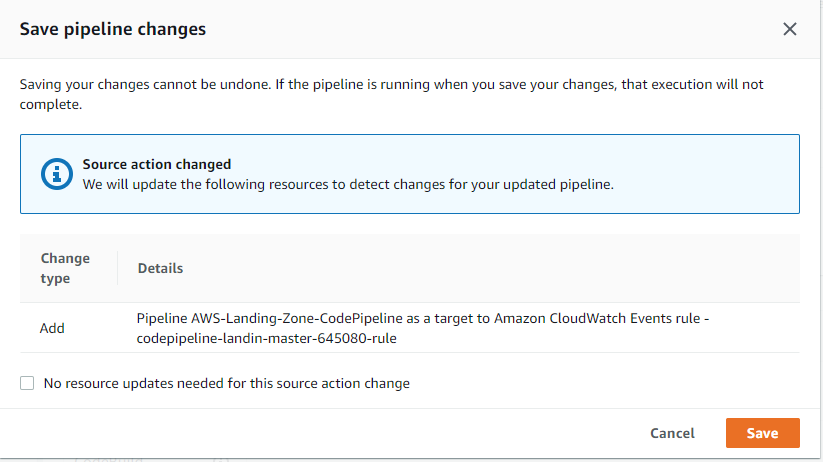 Save pipeline changes
Saving your changes cannot be undone. If the pipeline is running when you save your changes, that execution will not
complete.
Source action changed
We will update the following resources to detect changes for your updated pipeline.
Change
type
Details
Add
Pipeline AWS-Landing-Zone-CodePipeline as a target to Amazon CloudWatch Events rule -
codepipeline-landin-master-645080-rule
No resource updates needed for this source action change
Cancel
Save